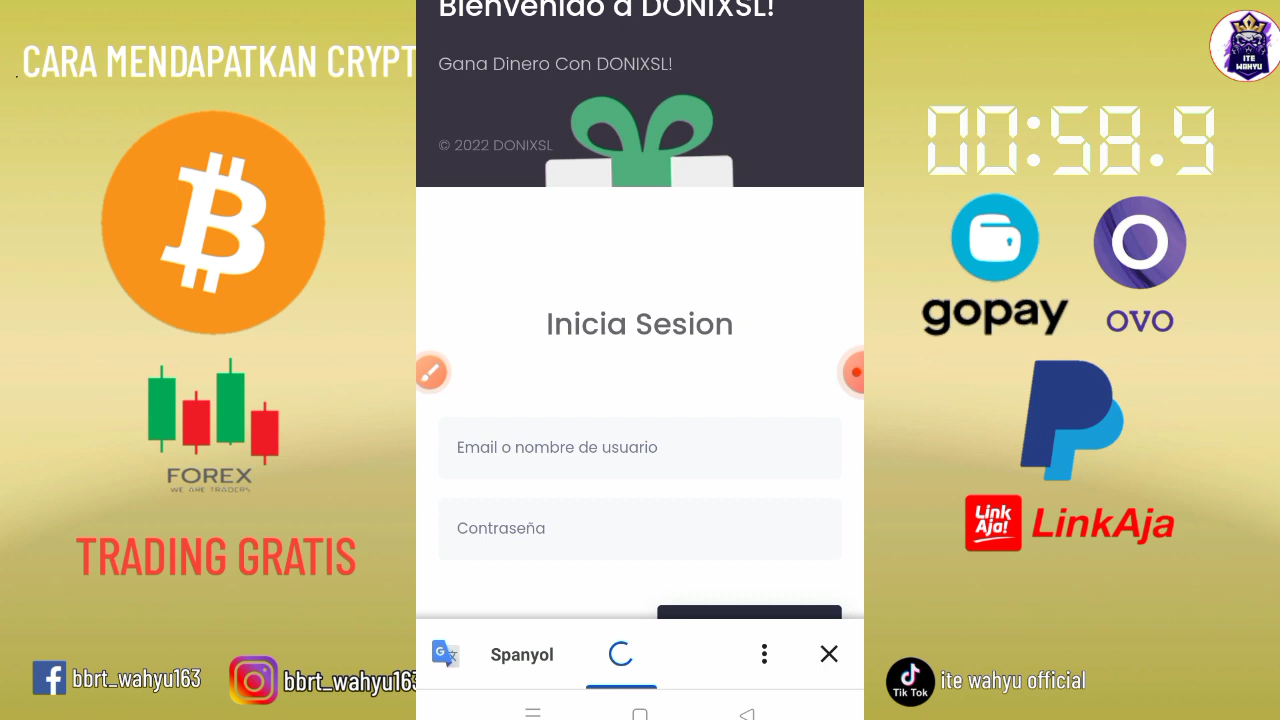 CARA MENDAPATKAN CRYPT
FOREX
WE ARE TRADERS
TRADING GRATIS
bbrt_wahyu163
bbrt_wahyu163
Bienvenido a DONIXSL!
Gana Dinero Con DONIXSL!
© 2022 DONIXSL
Inicia Sesion
Email o nombre de usuario
Contraseña
Spanyol
ITE
WAHYU
00:58.9
gopay
OVO
Link
Aja!
LinkAja
Tik Tok
ite wahyu official